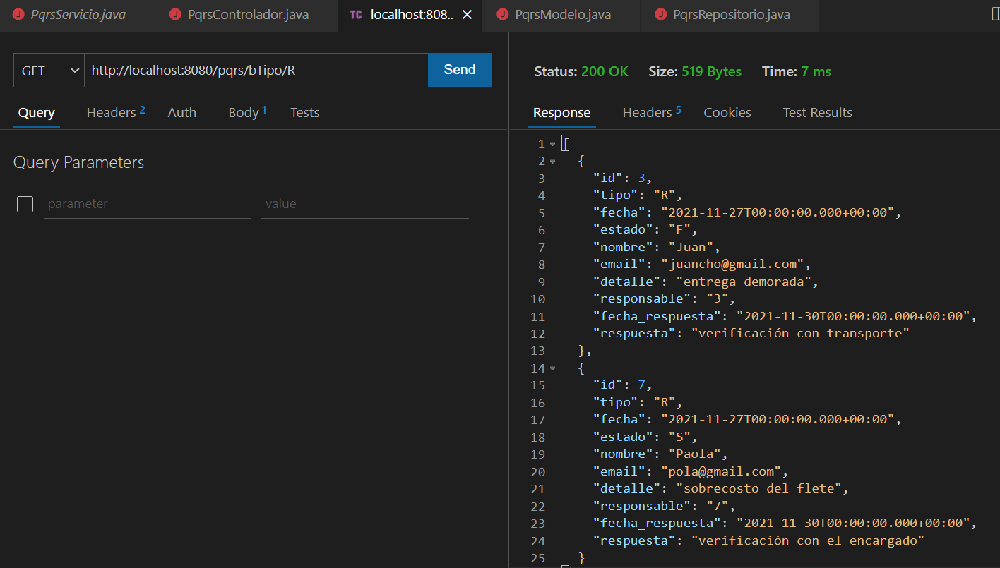 PqrsServicio.java
PqrsControlador.java
TC localhost:808..
PqrsModelo.java
PqrsRepositorio.java
GET http://localhost:8080/pqrs/bTipo/R Send
Status: 200 OK Size: 519 Bytes Time: 7 ms
Query Headers 2 Auth Body 1 Tests
Response Headers 5 Cookies Test Results
Query Parameters
parameter value
1 [
2 {
3 "id": 3,
4 "tipo": "R",
5 "fecha": "2021-11-27T00:00:00.000+00:00",
6 "estado": "F",
7 "nombre": "Juan",
8 "email": "juancho@gmail.com",
9 "detalle": "entrega demorada",
10 "responsable": "3",
11 "fecha_respuesta": "2021-11-30T00:00:00.000+00:00",
12 "respuesta": "verificación con transporte"
13 },
14 {
15 "id": 7,
16 "tipo": "R",
17 "fecha": "2021-11-27T00:00:00.000+00:00",
18 "estado": "S",
19 "nombre": "Paola",
20 "email": "pola@gmail.com",
21 "detalle": "sobrecosto del flete",
22 "responsable": "7",
23 "fecha_respuesta": "2021-11-30T00:00:00.000+00:00",
24 "respuesta": "verificación con el encargado"
25 }